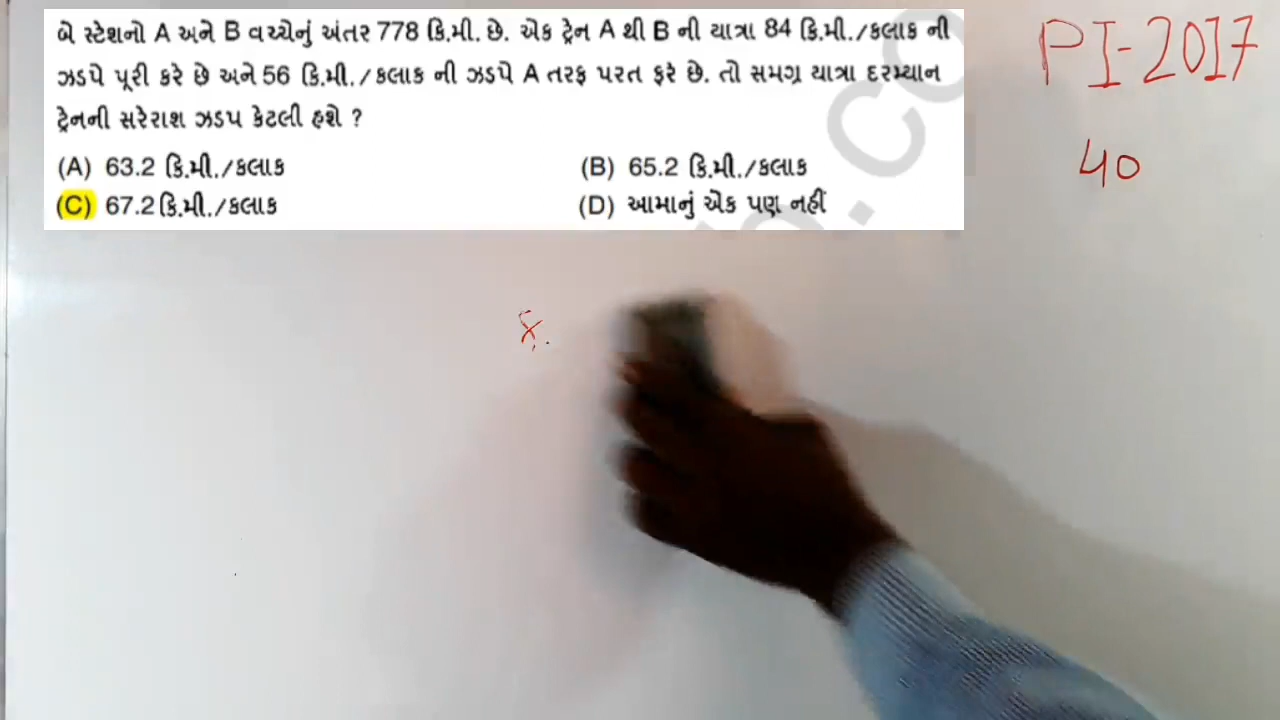 બે સ્ટેશનો A અને B વચ્ચેનું અંતર 778 કિ.મી. છે. એક ટ્રેન A થી B ની યાત્રા 84 કિ.મી./કલાક ની
ઝડપે પૂરી કરે છે અને 56 કિ.મી./કલાક ની ઝડપે A તરફ પરત ફરે છે. તો સમગ્ર યાત્રા દરમ્યાન
ટ્રેનની સરેરાશ ઝડપ કેટલી હશે ?
(A) 63.2 કિ.મી./કલાક (B) 65.2 કિ.મી./કલાક
(C) 67.2 કિ.મી./કલાક (D) આમાનું એક પણ નહીં
PI-2017
40